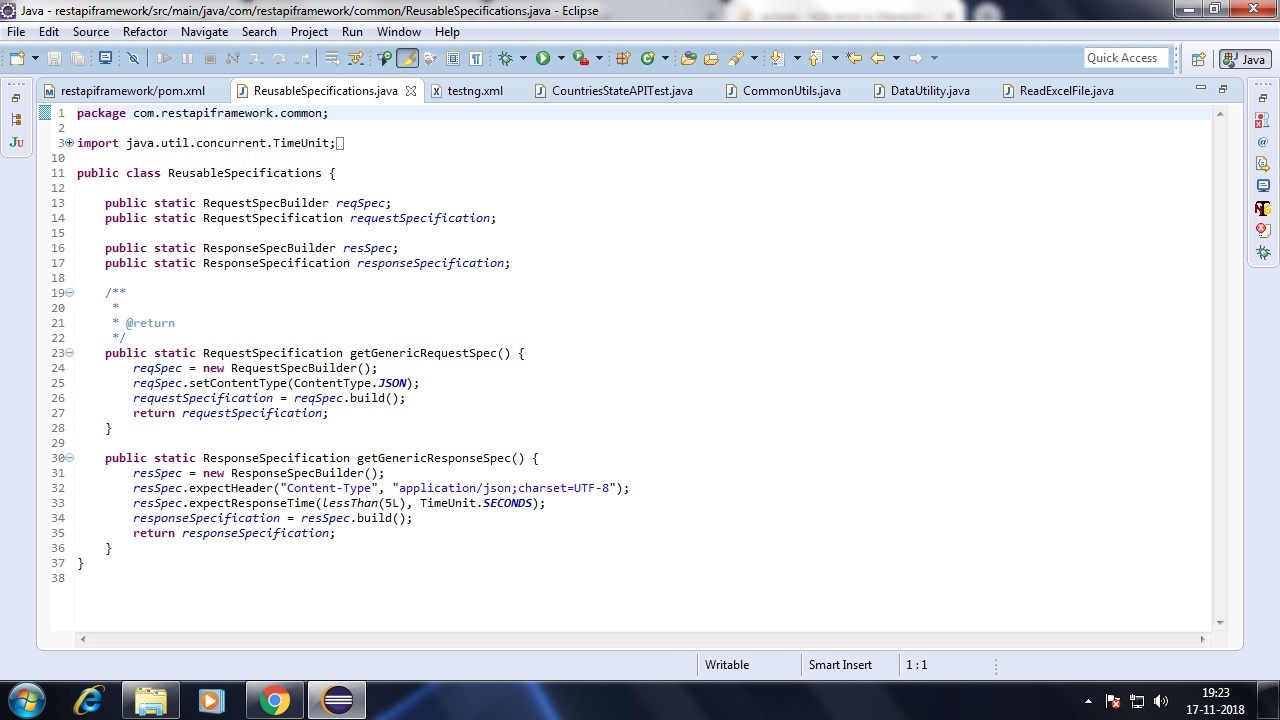 Java - restapiframework/src/main/java/com/restapiframework/common/ReusableSpecifications.java - Eclipse
File Edit Source Refactor Navigate Search Project Run Window Help
Quick Access
Java
restapiframework/pom.xml ReusableSpecifications.java testng.xml CountriesStateAPITest.java CommonUtils.java DataUtility.java ReadExcelFile.java
1 package com.restapiframework.common;
2
3 import java.util.concurrent.TimeUnit;
10
11 public class ReusableSpecifications {
12
13 public static RequestSpecBuilder reqSpec;
14 public static RequestSpecification requestSpecification;
15
16 public static ResponseSpecBuilder resSpec;
17 public static ResponseSpecification responseSpecification;
18
19 /**
20 *
21 * @return
22 */
23 public static RequestSpecification getGenericRequestSpec() {
24 reqSpec = new RequestSpecBuilder();
25 reqSpec.setContentType(ContentType.JSON);
26 requestSpecification = reqSpec.build();
27 return requestSpecification;
28 }
29
30 public static ResponseSpecification getGenericResponseSpec() {
31 resSpec = new ResponseSpecBuilder();
32 resSpec.expectHeader("Content-Type", "application/json;charset=UTF-8");
33 resSpec.expectResponseTime(lessThan(5L), TimeUnit.SECONDS);
34 responseSpecification = resSpec.build();
35 return responseSpecification;
36 }
37 }
38
Writable Smart Insert 1 : 1
19:23
17-11-2018